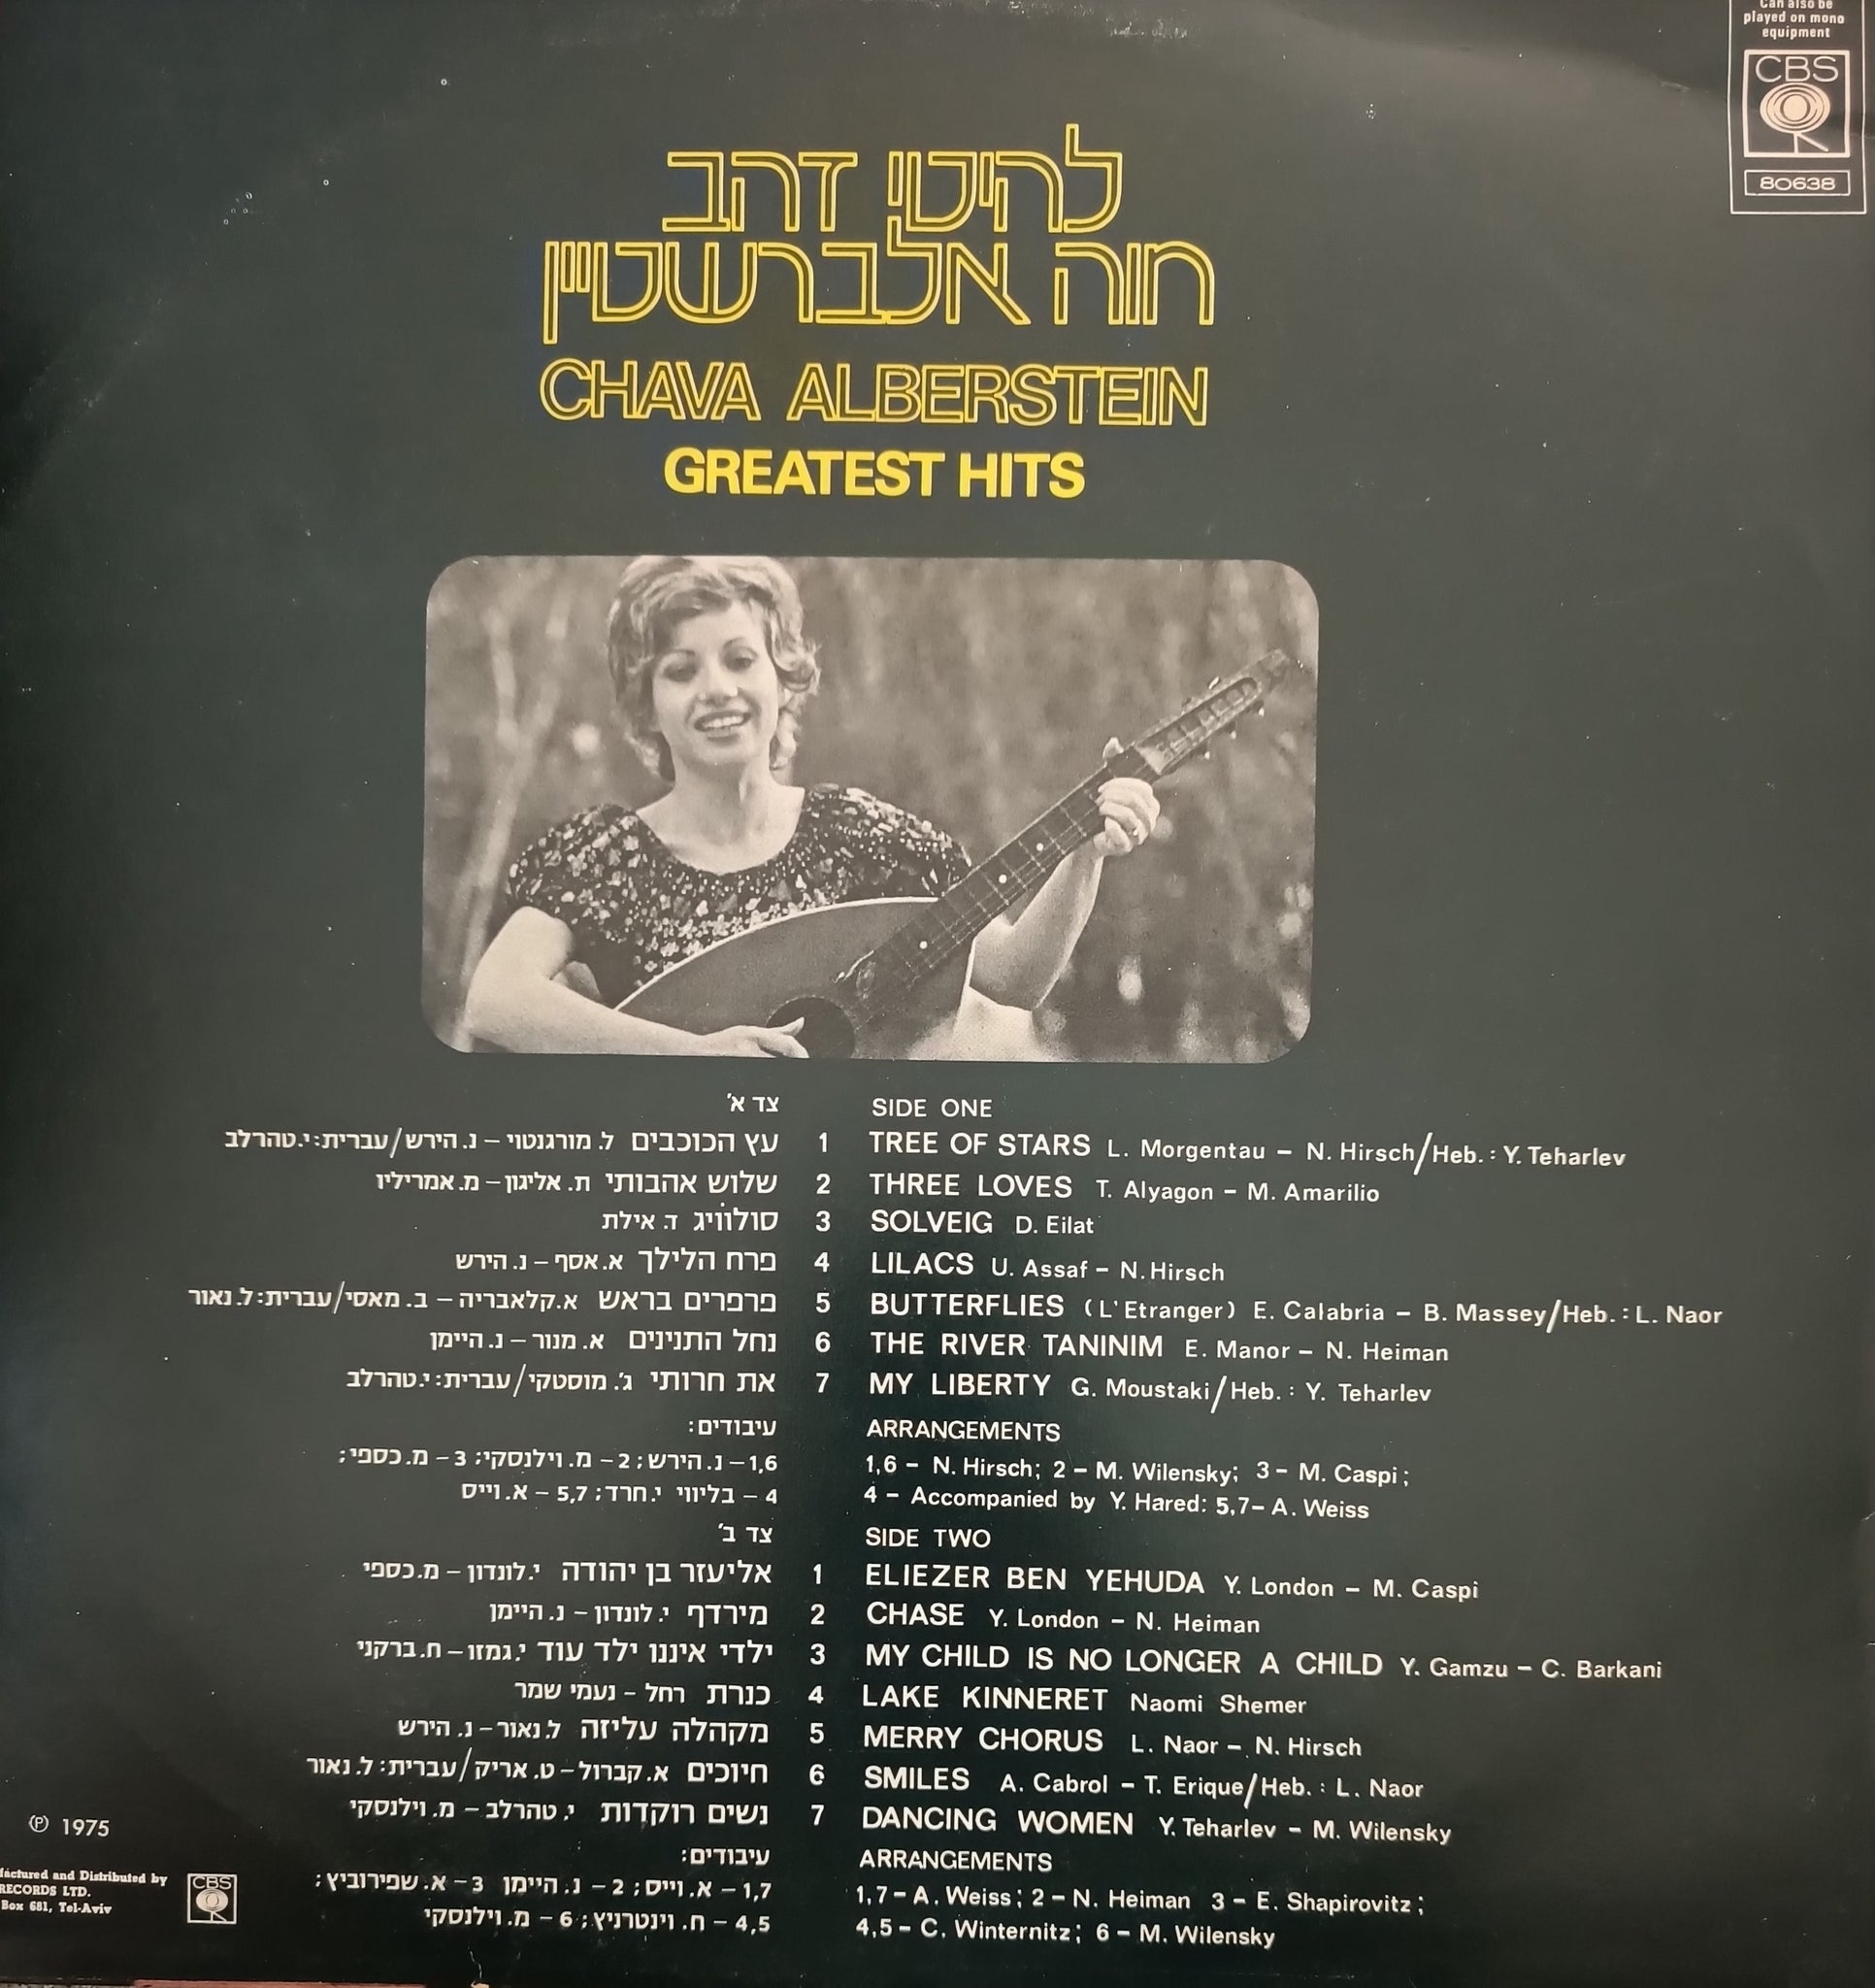 Can also be
played on mono
equipment
CBS
80638
להיטי זהב
חוה אלברשטיין
CHAVA ALBERSTEIN
GREATEST HITS
צד א' SIDE ONE
עץ הכוכבים ל. מורגנטוי – נ. הירש/עברית: י.טהרלב 1 TREE OF STARS L. Morgentau – N. Hirsch/Heb.: Y. Teharlev
שלוש אהבותי ת. אליגון – מ.אמריליו 2 THREE LOVES T. Alyagon – M. Amarilio
סולוויג ד. אילת 3 SOLVEIG D. Eilat
פרח הלילך א.אסף – נ. הירש 4 LILACS U. Assaf – N. Hirsch
פרפרים בראש א.קלאבריה – ב. מאסי/עברית: ל.נאור 5 BUTTERFLIES (L'Etranger) E. Calabria – B. Massey/Heb.: L. Naor
נחל התנינים א. מנור – נ. היימן 6 THE RIVER TANINIM E. Manor – N. Heiman
את חרותי ג'. מוסטקי/עברית: י.טהרלב 7 MY LIBERTY G. Moustaki/Heb.: Y. Teharlev
עיבודים: ARRANGEMENTS
1,6 – נ. הירש; 2 – מ. וילנסקי; 3 – מ.כספי; 1,6 – N. Hirsch; 2 – M. Wilensky; 3 – M. Caspi;
4 – בליווי י.חרד; 5,7 – א. וייס 4 – Accompanied by Y. Hared: 5,7 – A. Weiss
צד ב' SIDE TWO
אליעזר בן יהודה י.לונדון – מ.כספי 1 ELIEZER BEN YEHUDA Y. London – M. Caspi
מירדף י. לונדון – נ. היימן 2 CHASE Y. London – N. Heiman
ילדי איננו ילד עוד י.גמזו – ח.ברקני 3 MY CHILD IS NO LONGER A CHILD Y. Gamzu – C. Barkani
כנרת רחל – נעמי שמר 4 LAKE KINNERET Naomi Shemer
מקהלה עליזה ל.נאור – נ. הירש 5 MERRY CHORUS L. Naor – N. Hirsch
חיוכים א.קברול – ט. אריק/עברית: ל.נאור 6 SMILES A. Cabrol – T. Erique/Heb.: L. Naor
נשים רוקדות י. טהרלב – מ. וילנסקי 7 DANCING WOMEN Y. Teharlev – M. Wilensky
עיבודים: ARRANGEMENTS
1,7 – א. וייס; 2 – נ. היימן 3 – א. שפירוביץ; 1,7 – A. Weiss; 2 – N. Heiman 3 – E. Shapirovitz;
4,5 – ח. וינטרניץ; 6 – מ. וילנסקי 4,5 – C. Winternitz; 6 – M. Wilensky
Ⓟ 1975
and Distributed by
RECORDS LTD.
Box 681, Tel-Aviv
CBS